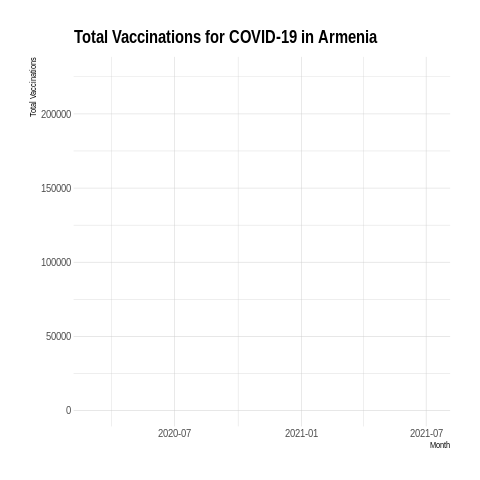 Total Vaccinations for COVID-19 in Armenia
Total Vaccinations
200000
150000
100000
50000
0
2020-07 2021-01 2021-07
Month